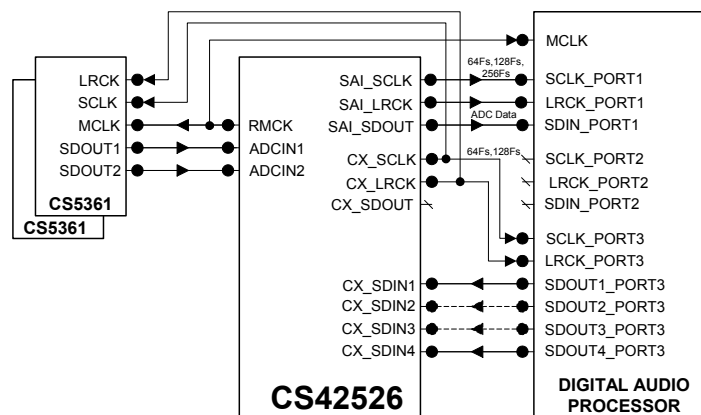 LRCK
SCLK
MCLK
SDOUT1
SDOUT2
CS5361
CS5361
RMCK
ADCIN1
ADCIN2
SAI_SCLK
SAI_LRCK
SAI_SDOUT
CX_SCLK
CX_LRCK
CX_SDOUT
CX_SDIN1
CX_SDIN2
CX_SDIN3
CX_SDIN4
CS42526
64Fs,128Fs,
256Fs
ADC Data
64Fs,128Fs
MCLK
SCLK_PORT1
LRCK_PORT1
SDIN_PORT1
SCLK_PORT2
LRCK_PORT2
SDIN_PORT2
SCLK_PORT3
LRCK_PORT3
SDOUT1_PORT3
SDOUT2_PORT3
SDOUT3_PORT3
SDOUT4_PORT3
DIGITAL AUDIO
PROCESSOR